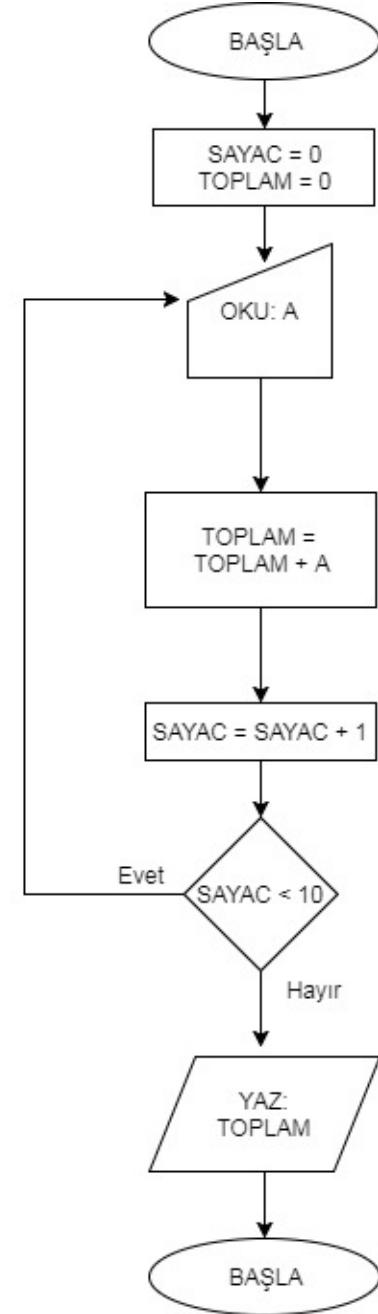 BAŞLA
SAYAC = 0
TOPLAM = 0
OKU: A
TOPLAM =
TOPLAM + A
SAYAC = SAYAC + 1
Evet
SAYAC < 10
Hayır
YAZ:
TOPLAM
BAŞLA